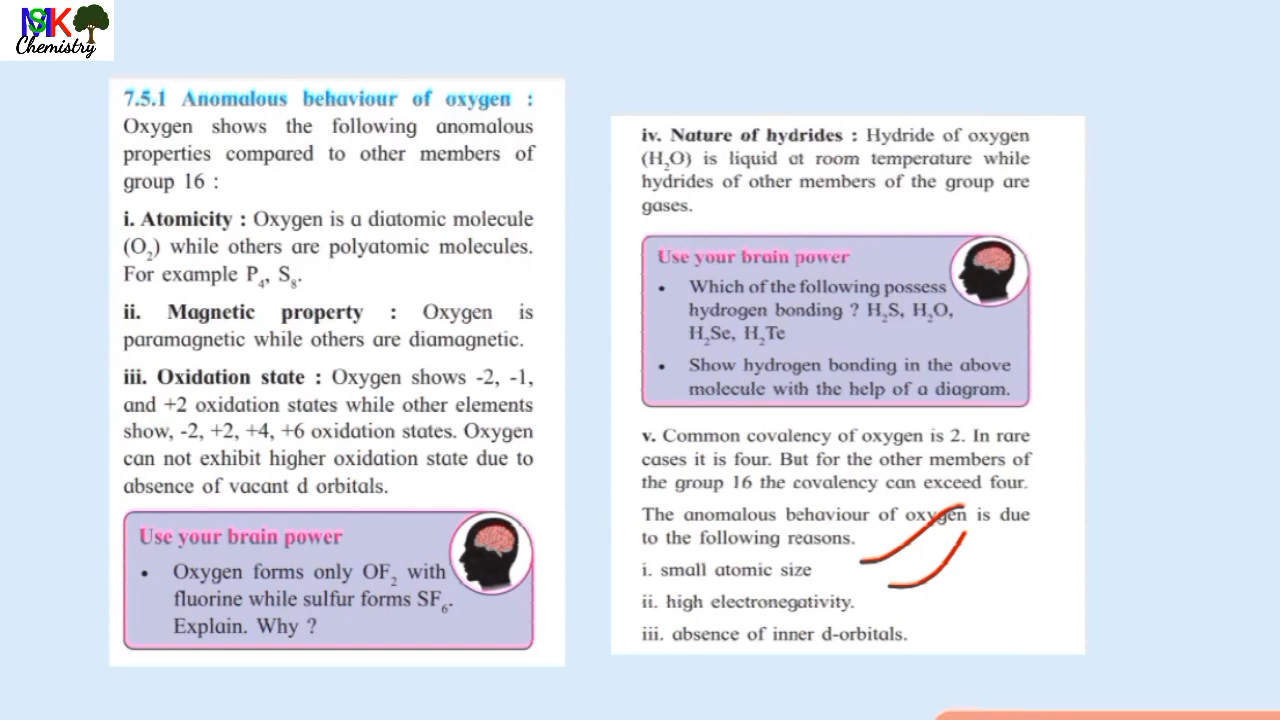 MSK
Chemistry
7.5.1 Anomalous behaviour of oxygen :
Oxygen shows the following anomalous
properties compared to other members of
group 16 :
i. Atomicity : Oxygen is a diatomic molecule
(O₂) while others are polyatomic molecules.
For example P₄, S₈.
ii. Magnetic property : Oxygen is
paramagnetic while others are diamagnetic.
iii. Oxidation state : Oxygen shows -2, -1,
and +2 oxidation states while other elements
show, -2, +2, +4, +6 oxidation states. Oxygen
can not exhibit higher oxidation state due to
absence of vacant d orbitals.
Use your brain power
• Oxygen forms only OF₂ with
fluorine while sulfur forms SF₆.
Explain. Why ?
iv. Nature of hydrides : Hydride of oxygen
(H₂O) is liquid at room temperature while
hydrides of other members of the group are
gases.
Use your brain power
• Which of the following possess
hydrogen bonding ? H₂S, H₂O,
H₂Se, H₂Te
• Show hydrogen bonding in the above
molecule with the help of a diagram.
v. Common covalency of oxygen is 2. In rare
cases it is four. But for the other members of
the group 16 the covalency can exceed four.
The anomalous behaviour of oxygen is due
to the following reasons.
i. small atomic size
ii. high electronegativity.
iii. absence of inner d-orbitals.